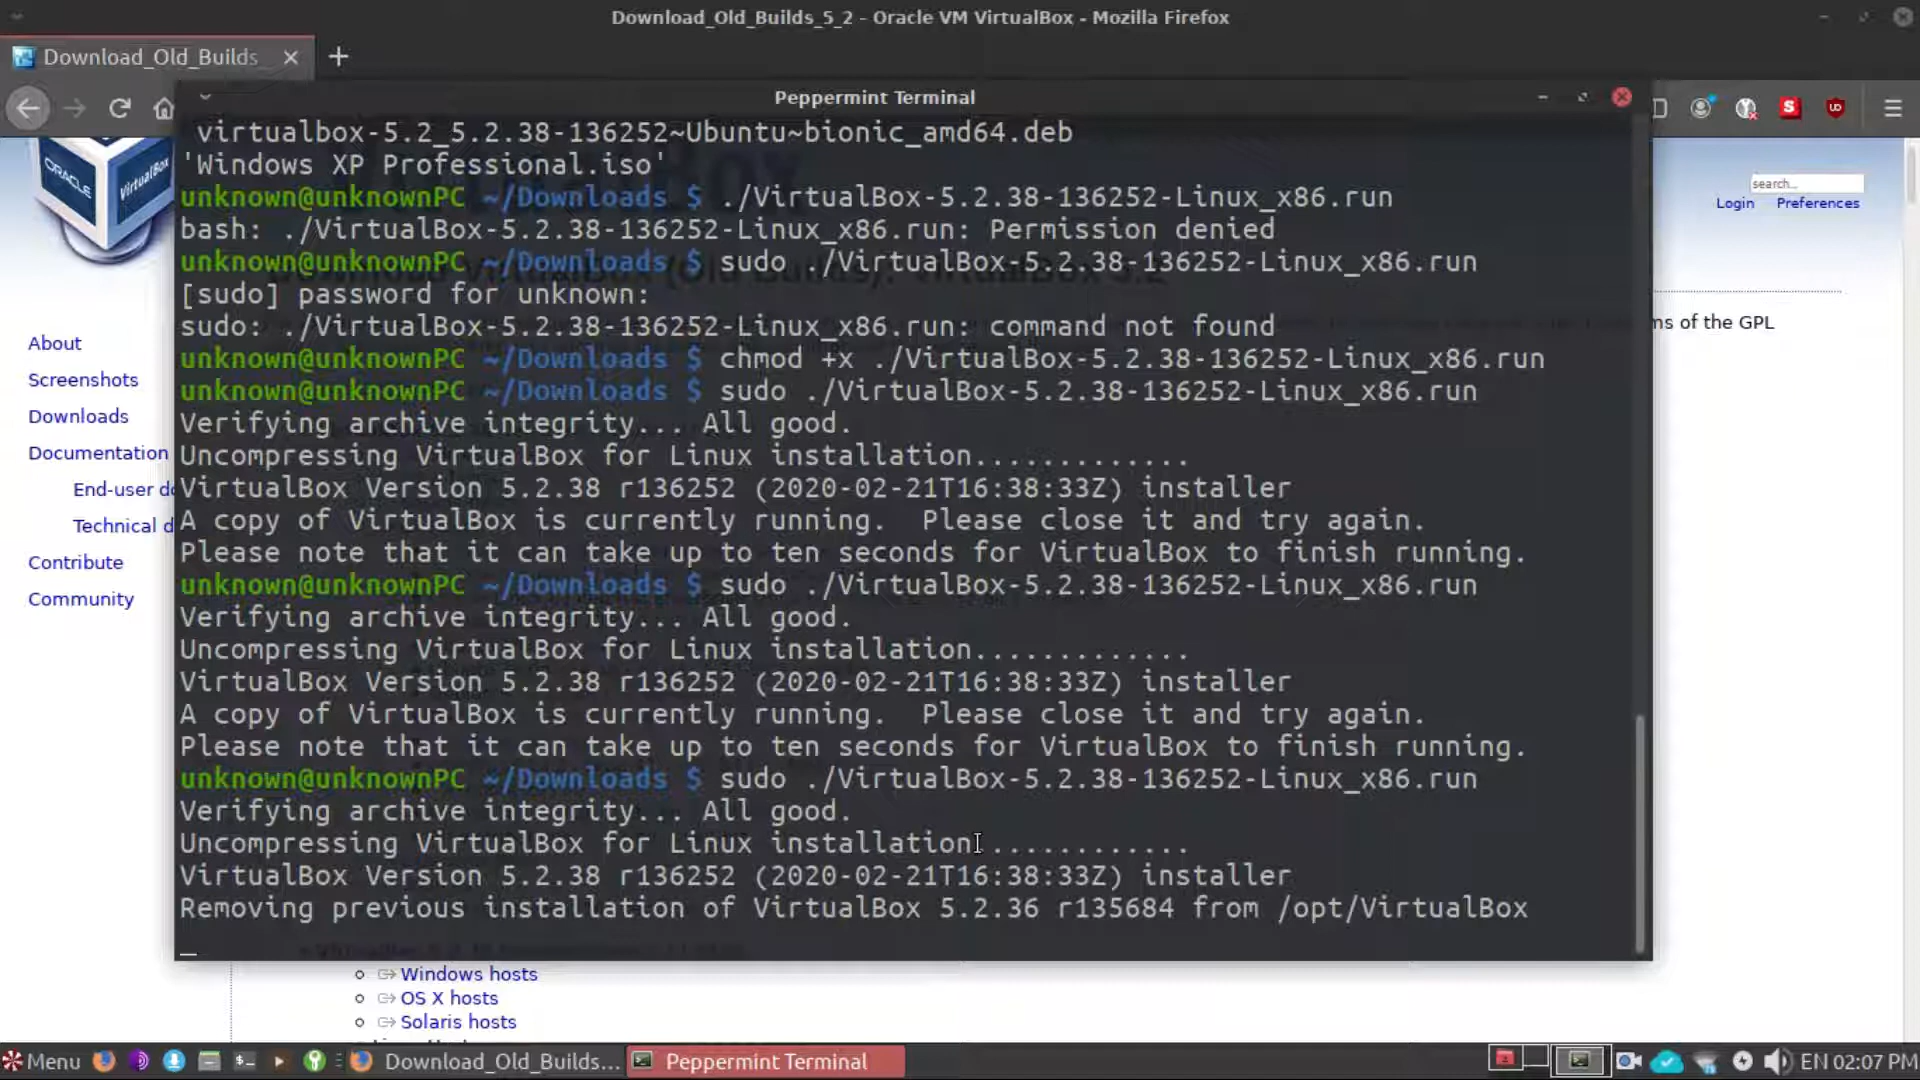 Download_Old_Builds_5_2 - Oracle VM VirtualBox - Mozilla Firefox
Download_Old_Builds
Peppermint Terminal
ORACLE
VirtualBox
virtualbox-5.2_5.2.38-136252~Ubuntu~bionic_amd64.deb
'Windows XP Professional.iso'
unknown@unknownPC ~/Downloads $ ./VirtualBox-5.2.38-136252-Linux_x86.run
bash: ./VirtualBox-5.2.38-136252-Linux_x86.run: Permission denied
unknown@unknownPC ~/Downloads $ sudo ./VirtualBox-5.2.38-136252-Linux_x86.run
[sudo] password for unknown:
sudo: ./VirtualBox-5.2.38-136252-Linux_x86.run: command not found
unknown@unknownPC ~/Downloads $ chmod +x ./VirtualBox-5.2.38-136252-Linux_x86.run
unknown@unknownPC ~/Downloads $ sudo ./VirtualBox-5.2.38-136252-Linux_x86.run
Verifying archive integrity... All good.
Uncompressing VirtualBox for Linux installation.............
VirtualBox Version 5.2.38 r136252 (2020-02-21T16:38:33Z) installer
A copy of VirtualBox is currently running.  Please close it and try again.
Please note that it can take up to ten seconds for VirtualBox to finish running.
unknown@unknownPC ~/Downloads $ sudo ./VirtualBox-5.2.38-136252-Linux_x86.run
Verifying archive integrity... All good.
Uncompressing VirtualBox for Linux installation.............
VirtualBox Version 5.2.38 r136252 (2020-02-21T16:38:33Z) installer
A copy of VirtualBox is currently running.  Please close it and try again.
Please note that it can take up to ten seconds for VirtualBox to finish running.
unknown@unknownPC ~/Downloads $ sudo ./VirtualBox-5.2.38-136252-Linux_x86.run
Verifying archive integrity... All good.
Uncompressing VirtualBox for Linux installation.............
VirtualBox Version 5.2.38 r136252 (2020-02-21T16:38:33Z) installer
Removing previous installation of VirtualBox 5.2.36 r135684 from /opt/VirtualBox
search...
Login Preferences
ms of the GPL
About
Screenshots
Downloads
Documentation
End-user d
Technical d
Contribute
Community
Windows hosts
OS X hosts
Solaris hosts
Menu
Download_Old_Builds...
Peppermint Terminal
EN 02:07 PM